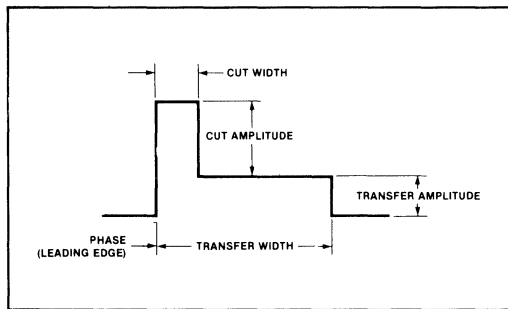 CUT WIDTH
CUT AMPLITUDE
TRANSFER AMPLITUDE
PHASE
(LEADING EDGE)
TRANSFER WIDTH